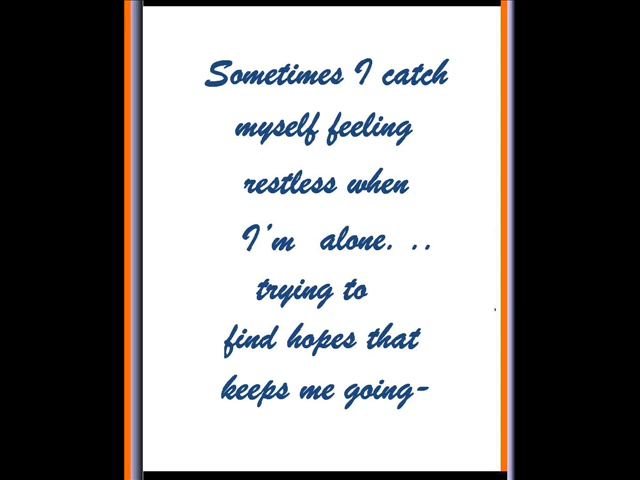 Sometimes I catch
myself feeling
restless when
I'm alone. ..
trying to
find hopes that
keeps me going-